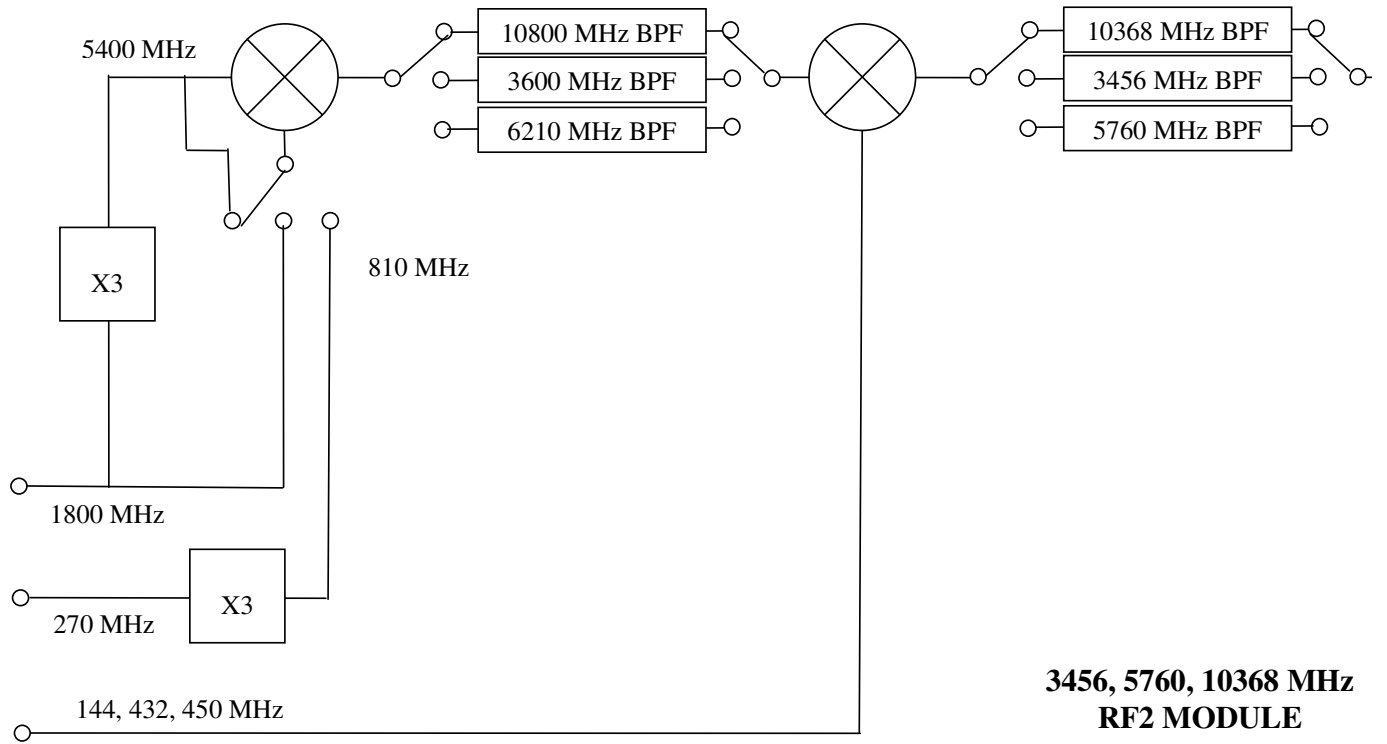 5400 MHz
10800 MHz BPF
3600 MHz BPF
6210 MHz BPF
10368 MHz BPF
3456 MHz BPF
5760 MHz BPF
X3
810 MHz
1800 MHz
X3
270 MHz
144, 432, 450 MHz
3456, 5760, 10368 MHz
RF2 MODULE